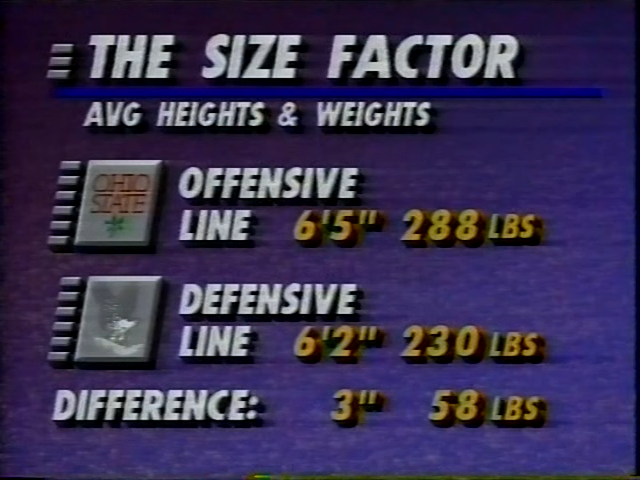 THE SIZE FACTOR
AVG HEIGHTS & WEIGHTS
OHIO
STATE
OFFENSIVE
LINE 6'5" 288 LBS
DEFENSIVE
LINE 6'2" 230 LBS
DIFFERENCE: 3" 58 LBS